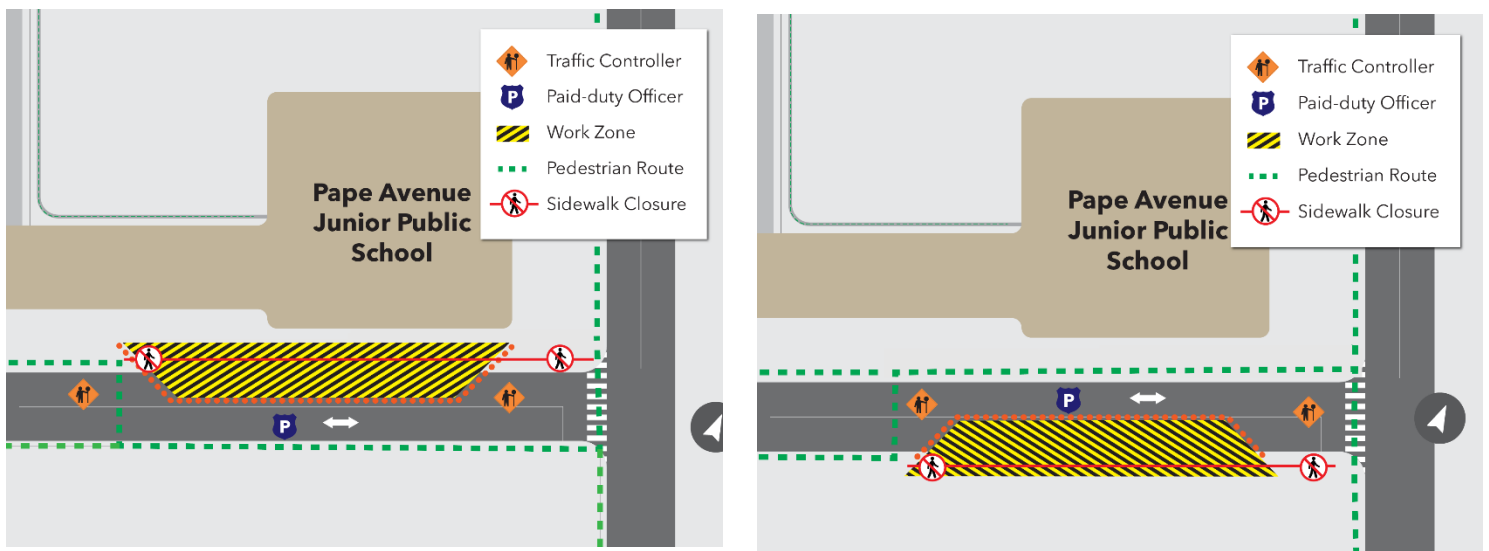 Traffic Controller
P Paid-duty Officer
Work Zone
Pedestrian Route
Sidewalk Closure
Pape Avenue
Junior Public
School
P
Traffic Controller
P Paid-duty Officer
Work Zone
Pedestrian Route
Sidewalk Closure
Pape Avenue
Junior Public
School
P